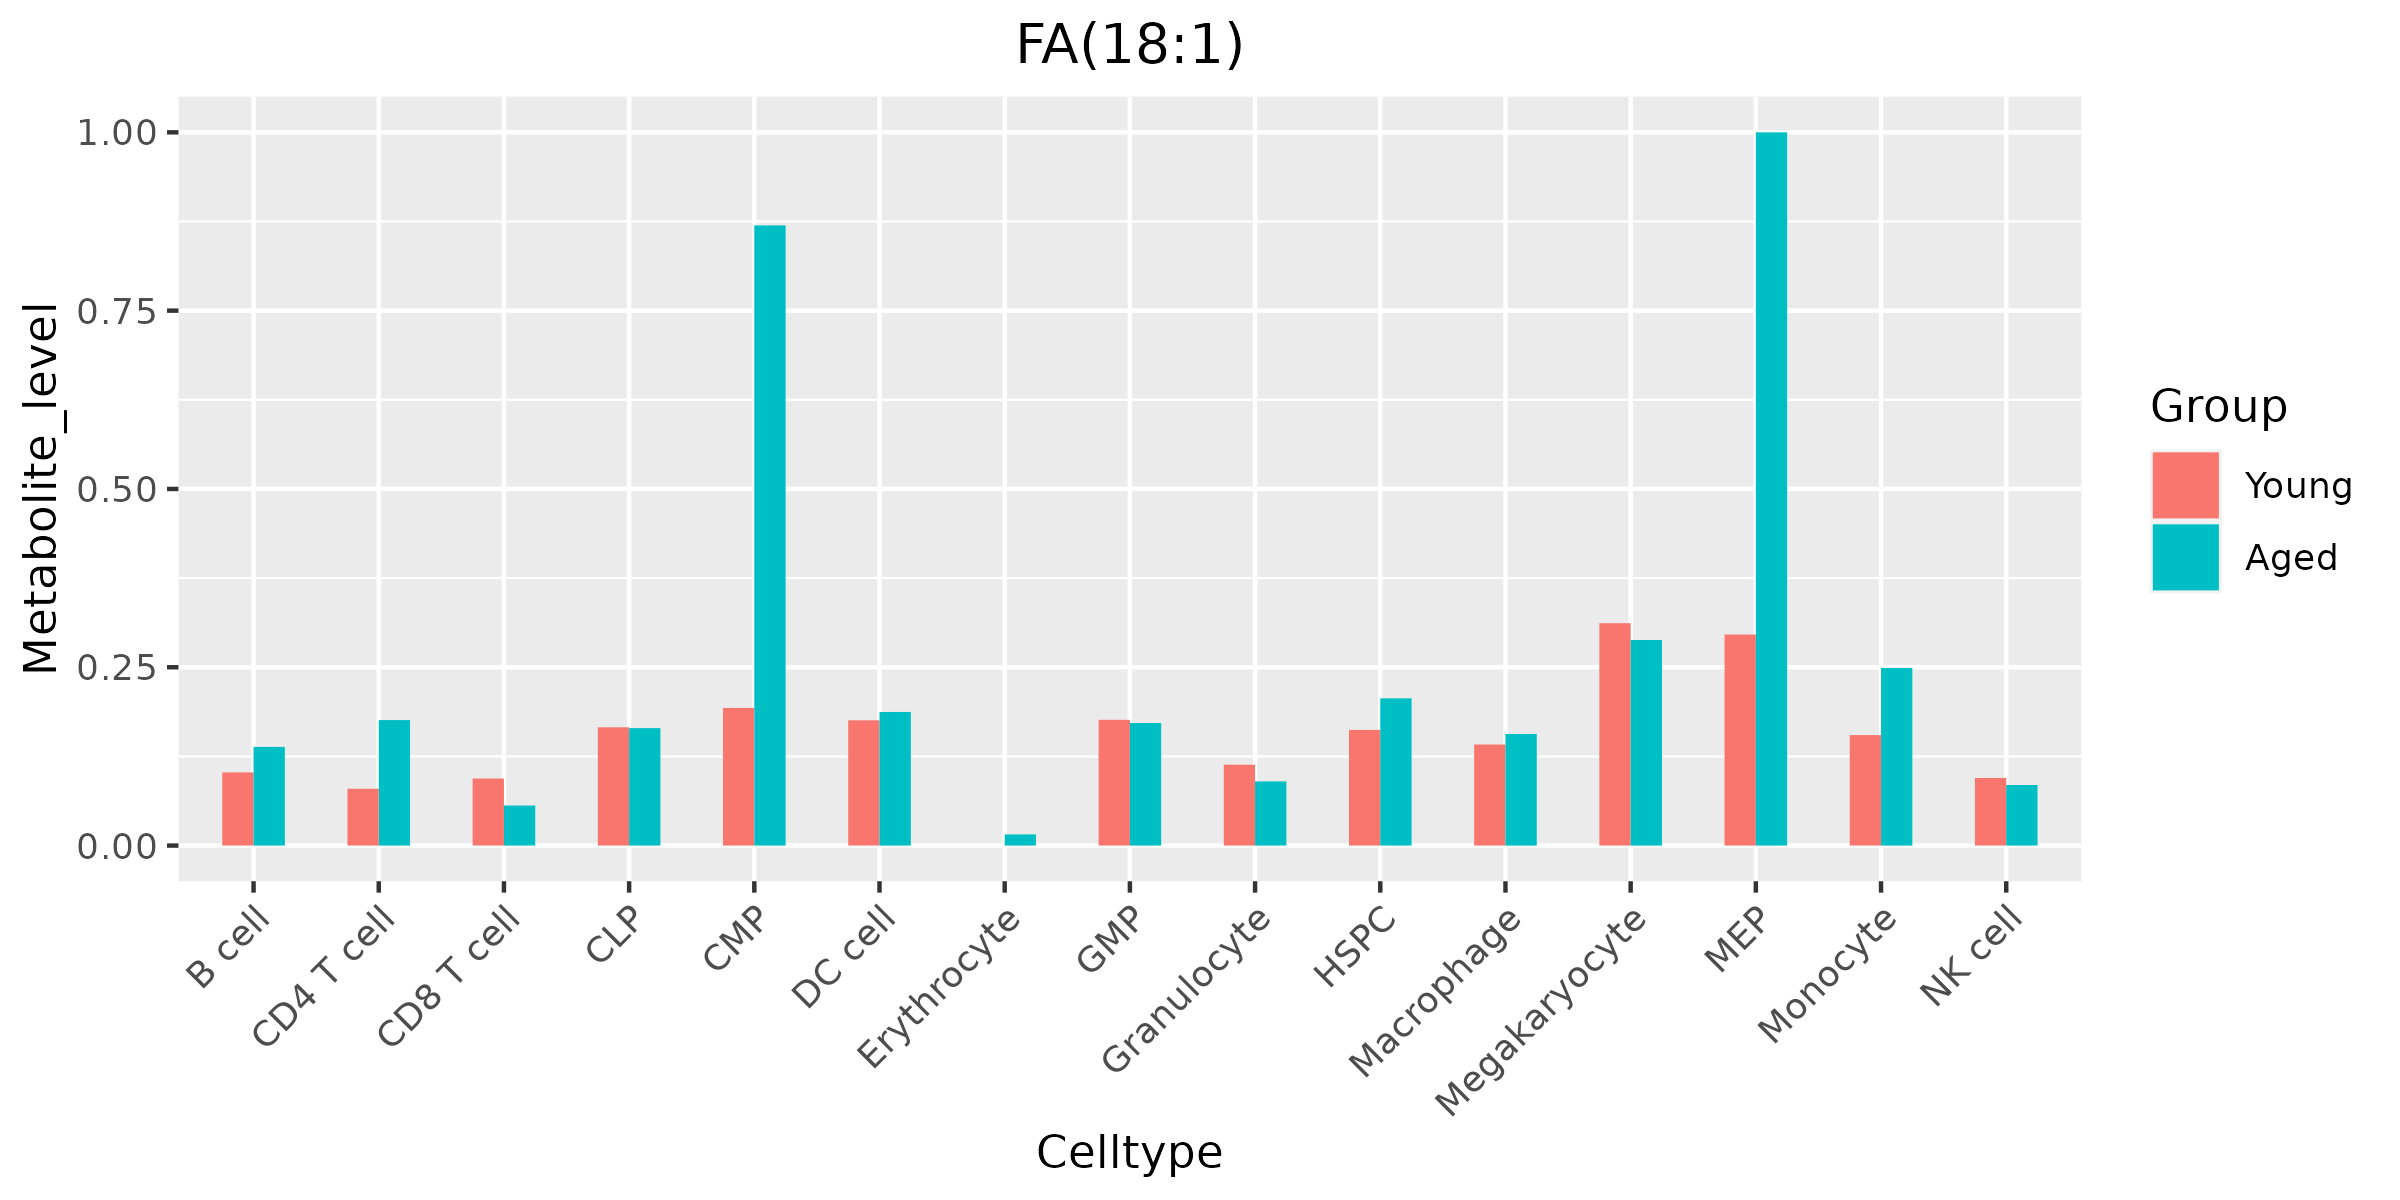 FA(18:1)
Metabolite_level
1.00
0.75
0.50
0.25
0.00
B cell
CD4 T cell
CD8 T cell
CLP
CMP
DC cell
Erythrocyte
GMP
Granulocyte
HSPC
Macrophage
Megakaryocyte
MEP
Monocyte
NK cell
Celltype
Group
Young
Aged